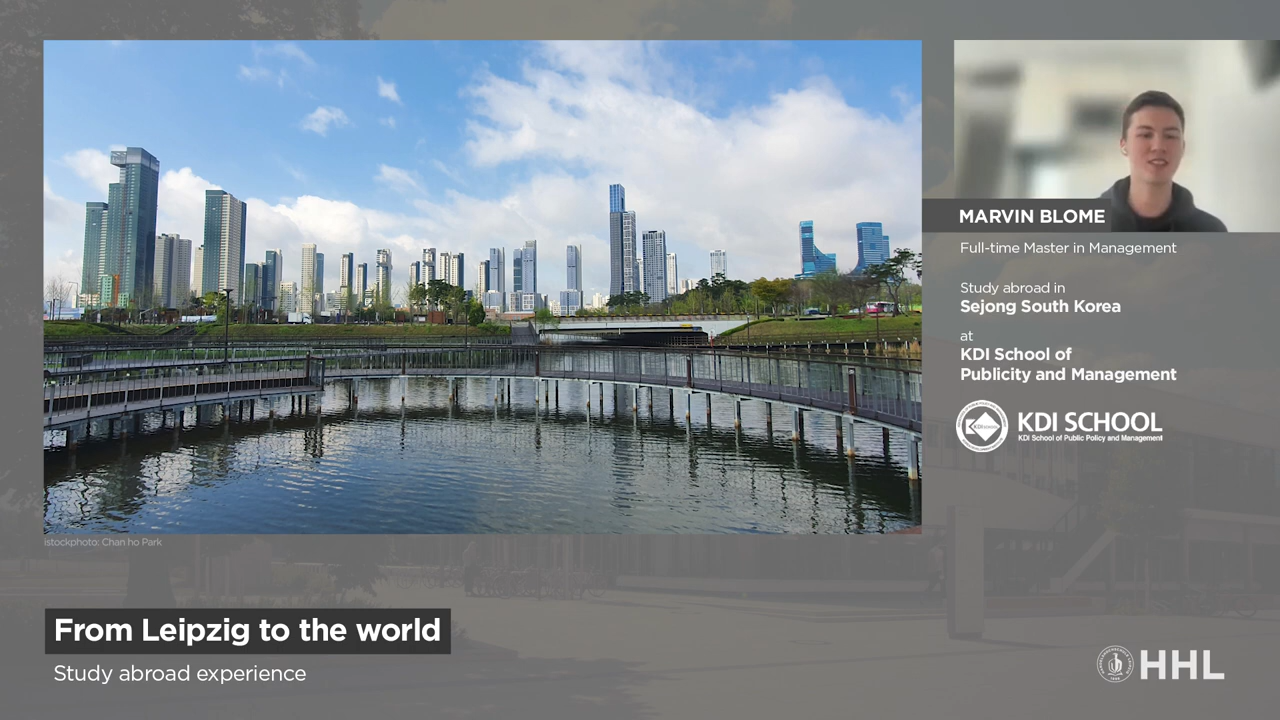 MARVIN BLOME
Full-time Master in Management
Study abroad in
Sejong South Korea
at
KDI School of
Publicity and Management
KDI SCHOOL
KDI SCHOOL
KDI School of Public Policy and Management
istockphoto: Chan ho Park
From Leipzig to the world
Study abroad experience
HHL